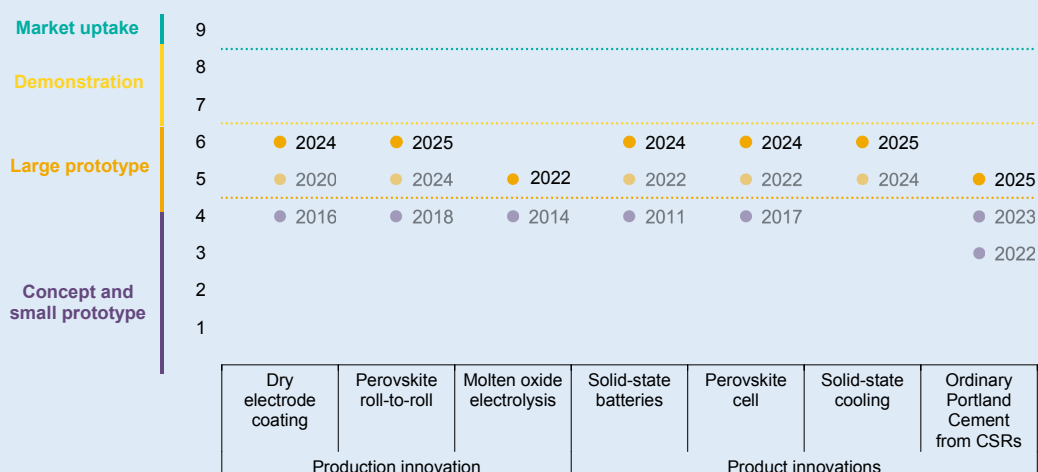 Market uptake
9
Demonstration
8
7
Large prototype
6
2024
2025
2024
2024
2025
5
2020
2024
2022
2022
2022
2024
2025
Concept and
small prototype
4
2016
2018
2014
2011
2017
2023
3
2022
2
1
Dry
electrode
coating
Perovskite
roll-to-roll
Molten oxide
electrolysis
Solid-state
batteries
Perovskite
cell
Solid-state
cooling
Ordinary
Portland
Cement
from CSRs
Production innovation
Product innovations